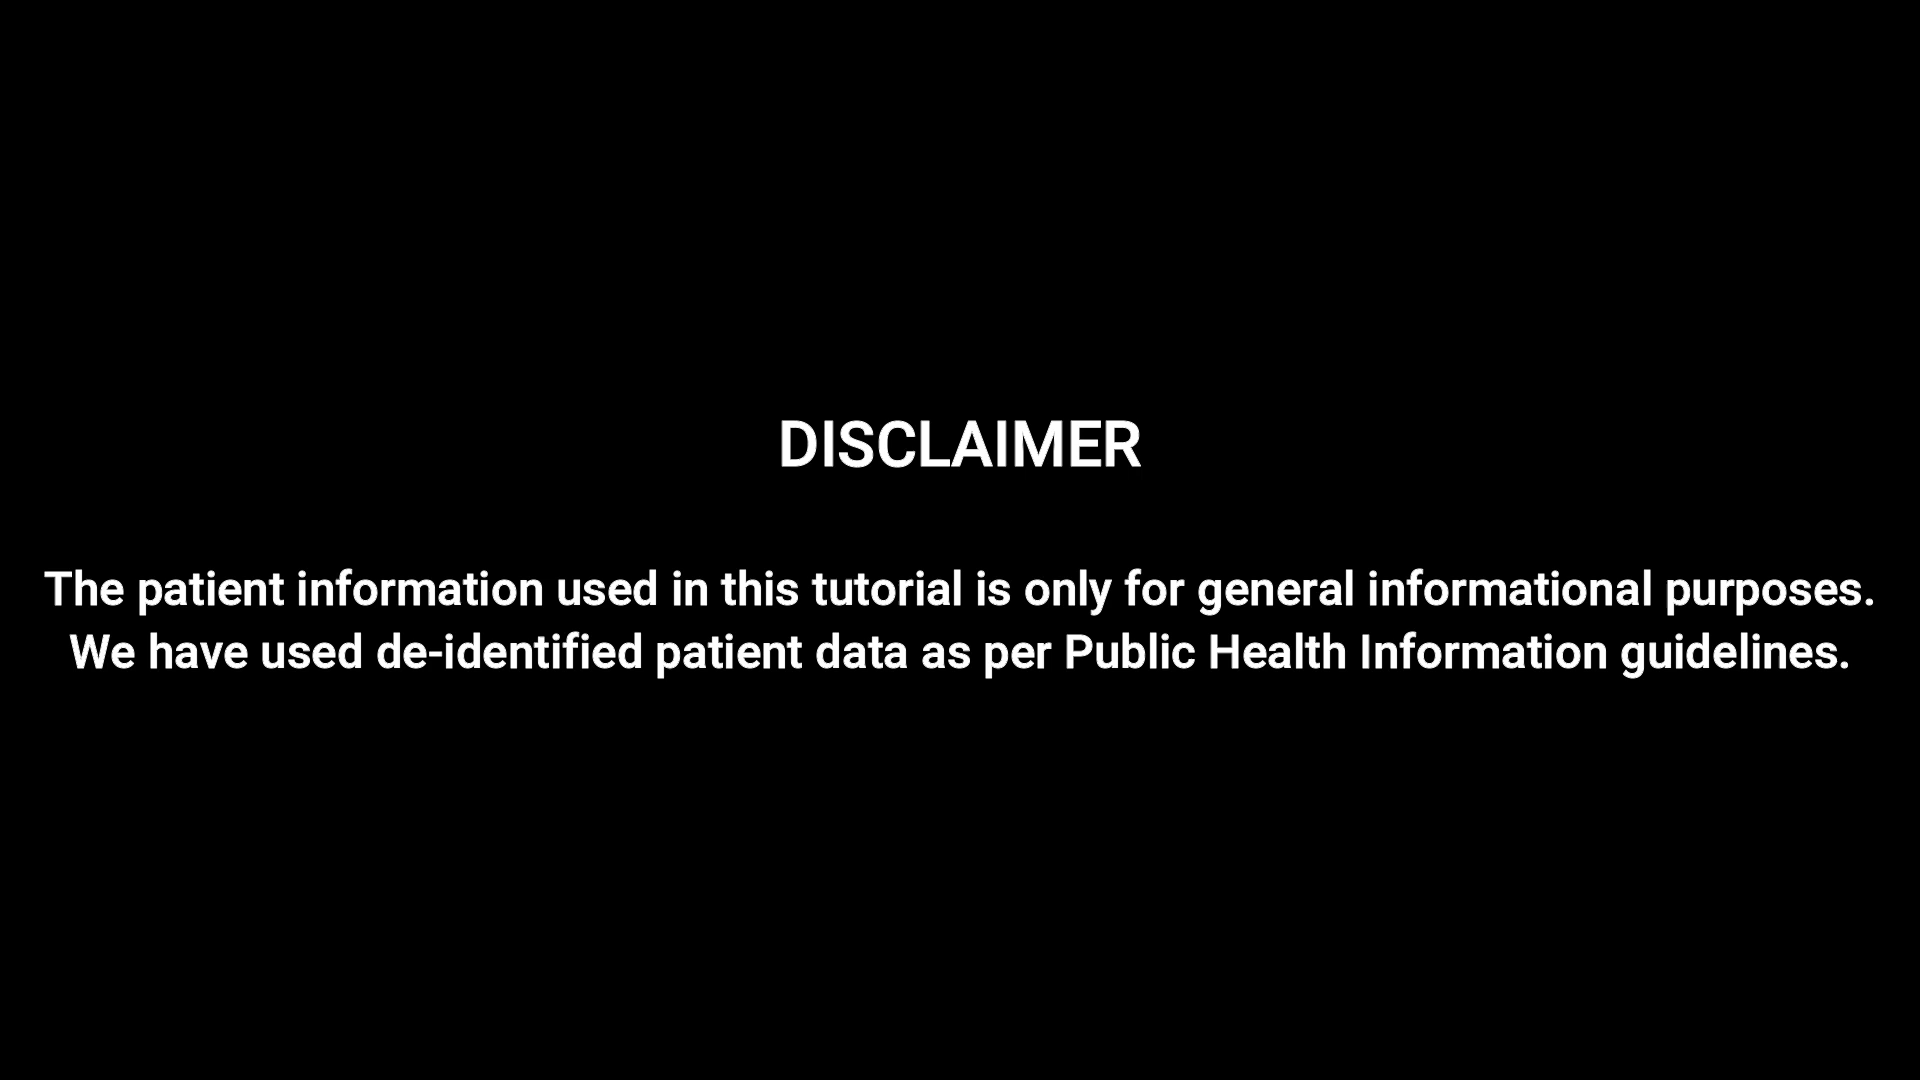 DISCLAIMER
The patient information used in this tutorial is only for general informational purposes.
We have used de-identified patient data as per Public Health Information guidelines.